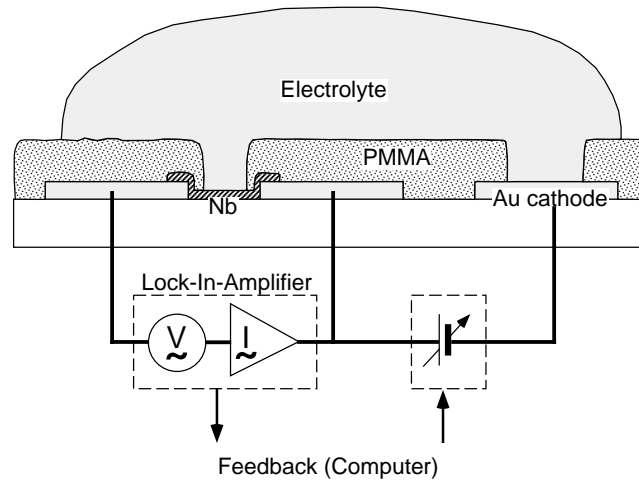 Electrolyte
PMMA
Nb
Au cathode
Lock-In-Amplifier
V
~
I
~
Feedback (Computer)